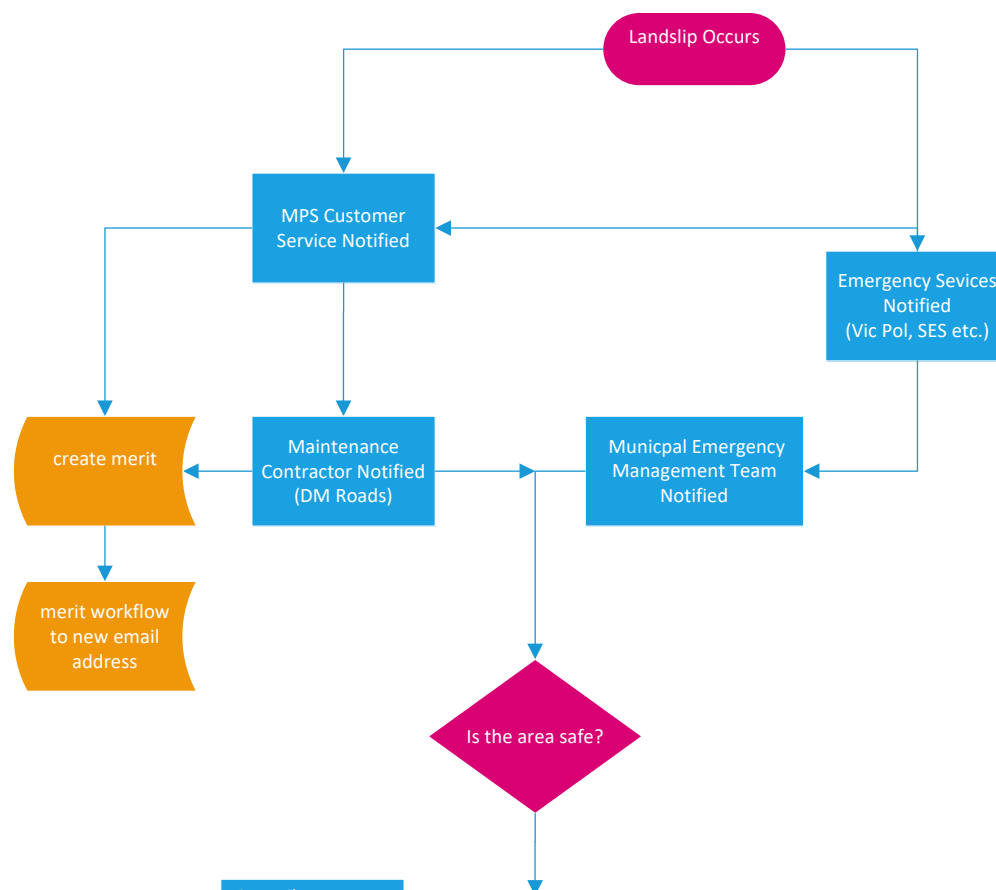 Landslip Occurs
MPS Customer
Service Notified
Emergency Sevices
Notified
(Vic Pol, SES etc.)
create merit
Maintenance
Contractor Notified
(DM Roads)
Municpal Emergency
Management Team
Notified
merit workflow
to new email
address
Is the area safe?